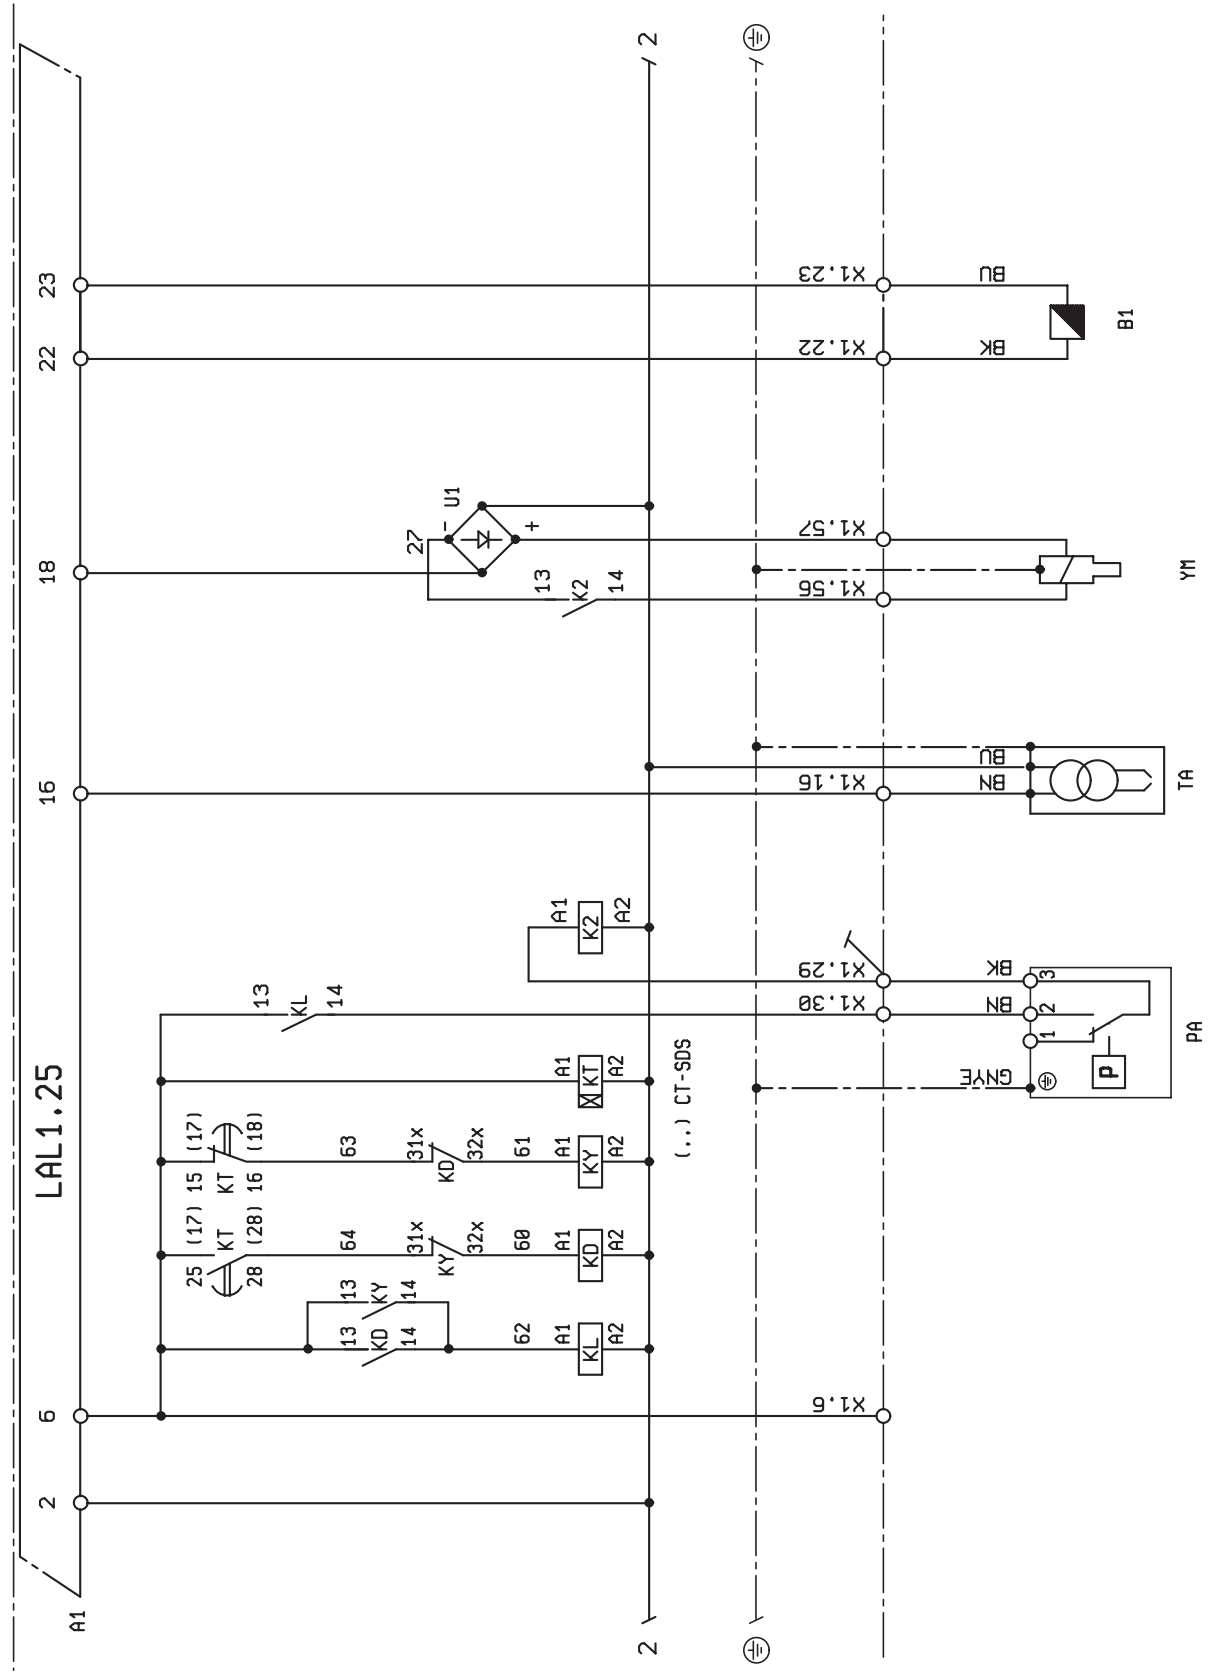 LAL1.25
2
6
16
18
22
23
A1
(17)
(17)
25
KT
15
KT
(28)
28
(18)
16
13
KL
14
13
KD
14
13
KY
14
64
63
31x
KY
32x
31x
KD
32x
27
-
U1
+
13
K2
14
62
60
61
A1
KL
A2
A1
KD
A2
A1
KY
A2
A1
KT
A2
A1
K2
A2
2
2
(..) CT-SDS
X1.6
X1.30
X1.29
X1.16
X1.56
X1.57
X1.22
X1.23
GNYE
BN
BK
BN
BU
BK
BU
1
2
3
P
PA
TA
YM
B1